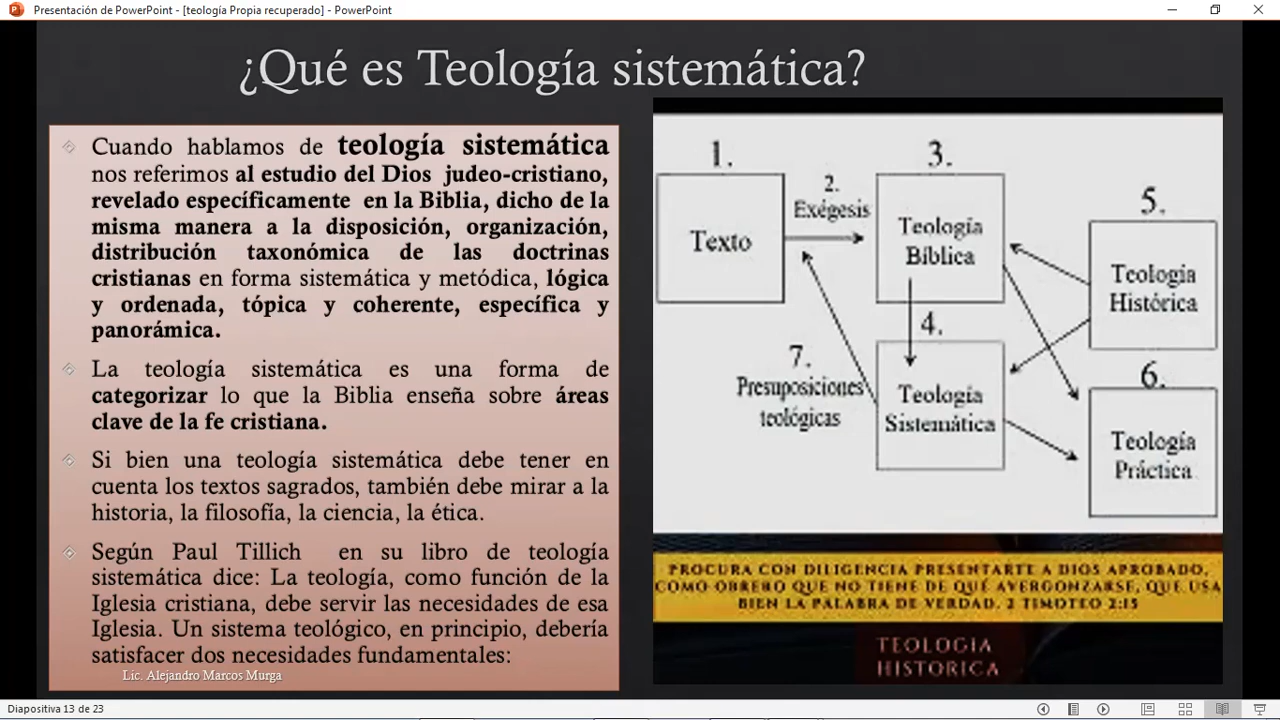 Presentación de PowerPoint - [teología Propia recuperado] - PowerPoint
¿Qué es Teología sistemática?
Cuando hablamos de teología sistemática
nos referimos al estudio del Dios judeo-cristiano,
revelado específicamente en la Biblia, dicho de la
misma manera a la disposición, organización,
distribución taxonómica de las doctrinas
cristianas en forma sistemática y metódica, lógica
y ordenada, tópica y coherente, específica y
panorámica.
La teología sistemática es una forma de
categorizar lo que la Biblia enseña sobre áreas
clave de la fe cristiana.
Si bien una teología sistemática debe tener en
cuenta los textos sagrados, también debe mirar a la
historia, la filosofía, la ciencia, la ética.
Según Paul Tillich en su libro de teología
sistemática dice: La teología, como función de la
Iglesia cristiana, debe servir las necesidades de esa
Iglesia. Un sistema teológico, en principio, debería
satisfacer dos necesidades fundamentales:
Lic. Alejandro Marcos Murga
1.
Texto
2.
Exégesis
3.
Teología
Bíblica
4.
Teología
Sistemática
5.
Teología
Histórica
6.
Teología
Práctica
7.
Presuposiciones
teológicas
PROCURA CON DILIGENCIA PRESENTARTE A DIOS APROBADO,
COMO OBRERO QUE NO TIENE DE QUÉ AVERGONZARSE, QUE USA
BIEN LA PALABRA DE VERDAD. 2 TIMOTEO 2:15
TEOLOGIA
HISTORICA
Diapositiva 13 de 23